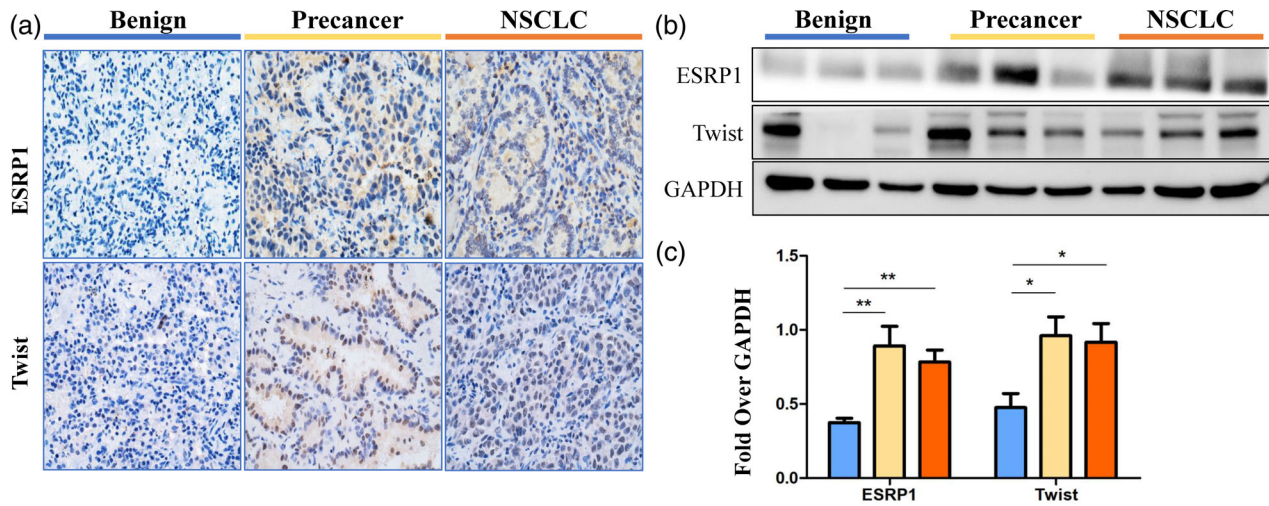 (a)
Benign Precancer NSCLC
ESRP1
Twist
(b)
Benign Precancer NSCLC
ESRP1
Twist
GAPDH
(c)
Fold Over GAPDH
1.5
1.0
0.5
0.0
** ** * *
ESRP1 Twist